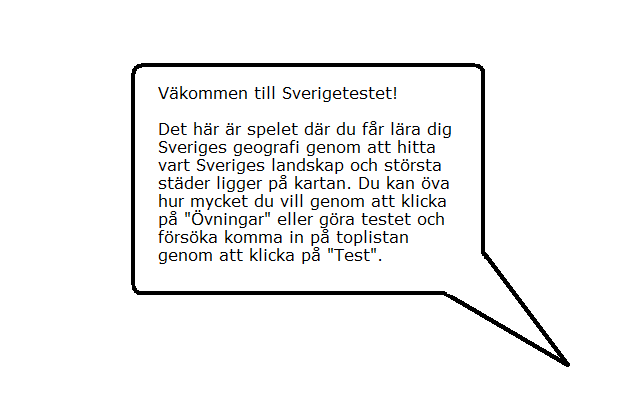 Väkommen till Sverigetestet!
Det här är spelet där du får lära dig
Sveriges geografi genom att hitta
vart Sveriges landskap och största
städer ligger på kartan. Du kan öva
hur mycket du vill genom att klicka
på "Övningar" eller göra testet och
försöka komma in på toplistan
genom att klicka på "Test".